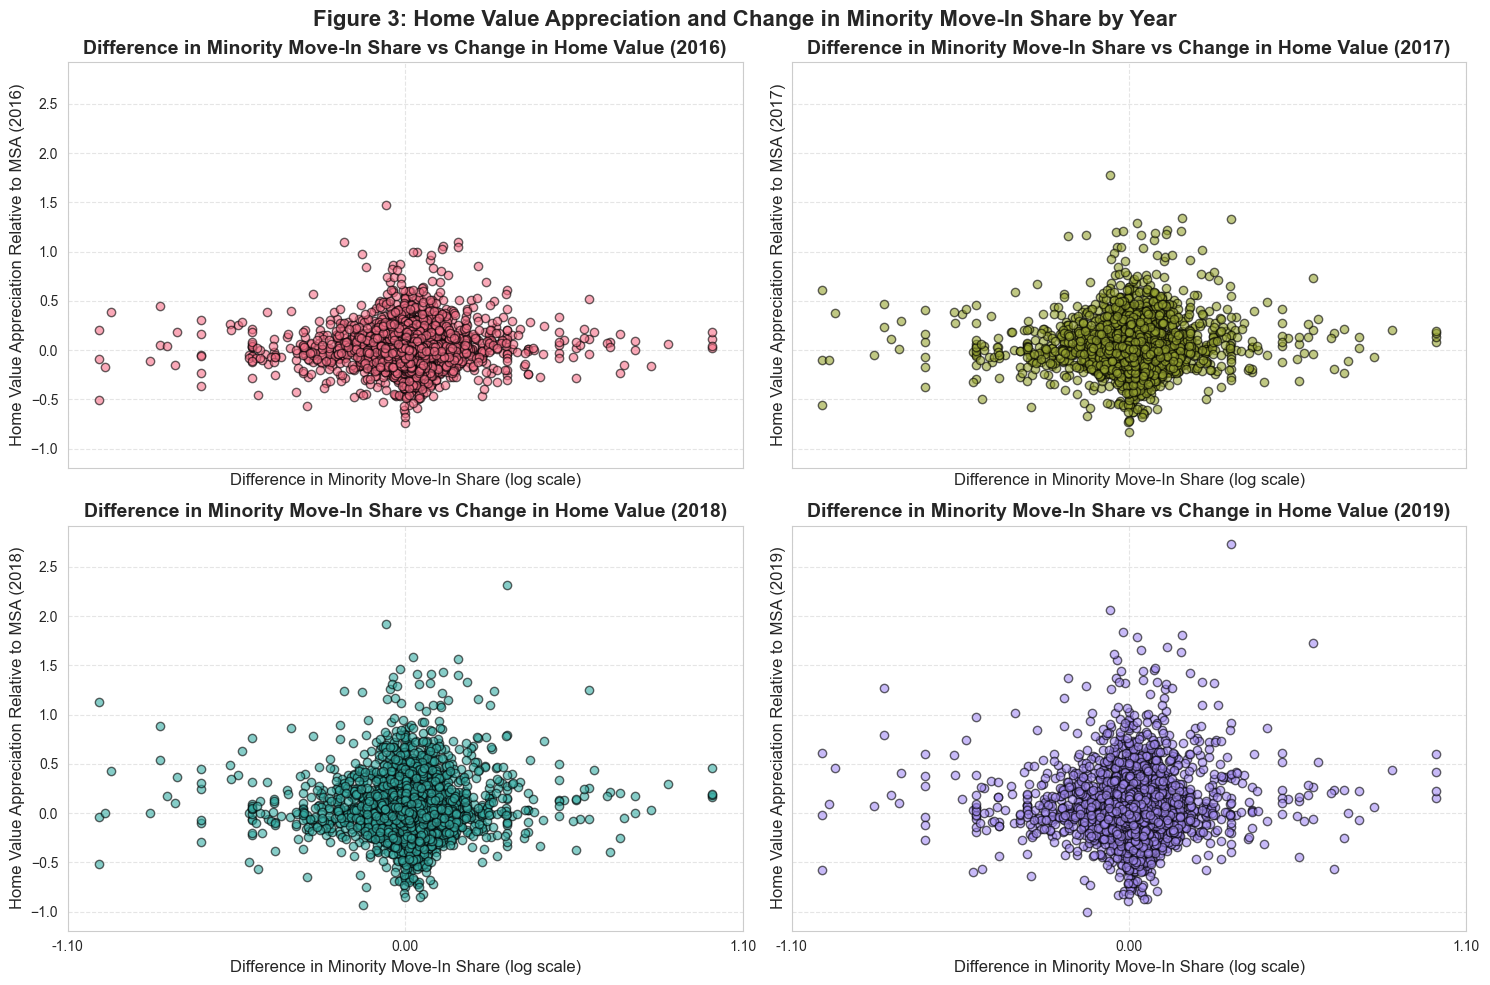 Figure 3: Home Value Appreciation and Change in Minority Move-In Share by Year
Difference in Minority Move-In Share vs Change in Home Value (2016)
Home Value Appreciation Relative to MSA (2016)
2.5
2.0
1.5
1.0
0.5
0.0
−0.5
−1.0
Difference in Minority Move-In Share (log scale)
Difference in Minority Move-In Share vs Change in Home Value (2017)
Home Value Appreciation Relative to MSA (2017)
Difference in Minority Move-In Share (log scale)
Difference in Minority Move-In Share vs Change in Home Value (2018)
Home Value Appreciation Relative to MSA (2018)
2.5
2.0
1.5
1.0
0.5
0.0
−0.5
−1.0
-1.10 0.00 1.10
Difference in Minority Move-In Share (log scale)
Difference in Minority Move-In Share vs Change in Home Value (2019)
Home Value Appreciation Relative to MSA (2019)
-1.10 0.00 1.10
Difference in Minority Move-In Share (log scale)